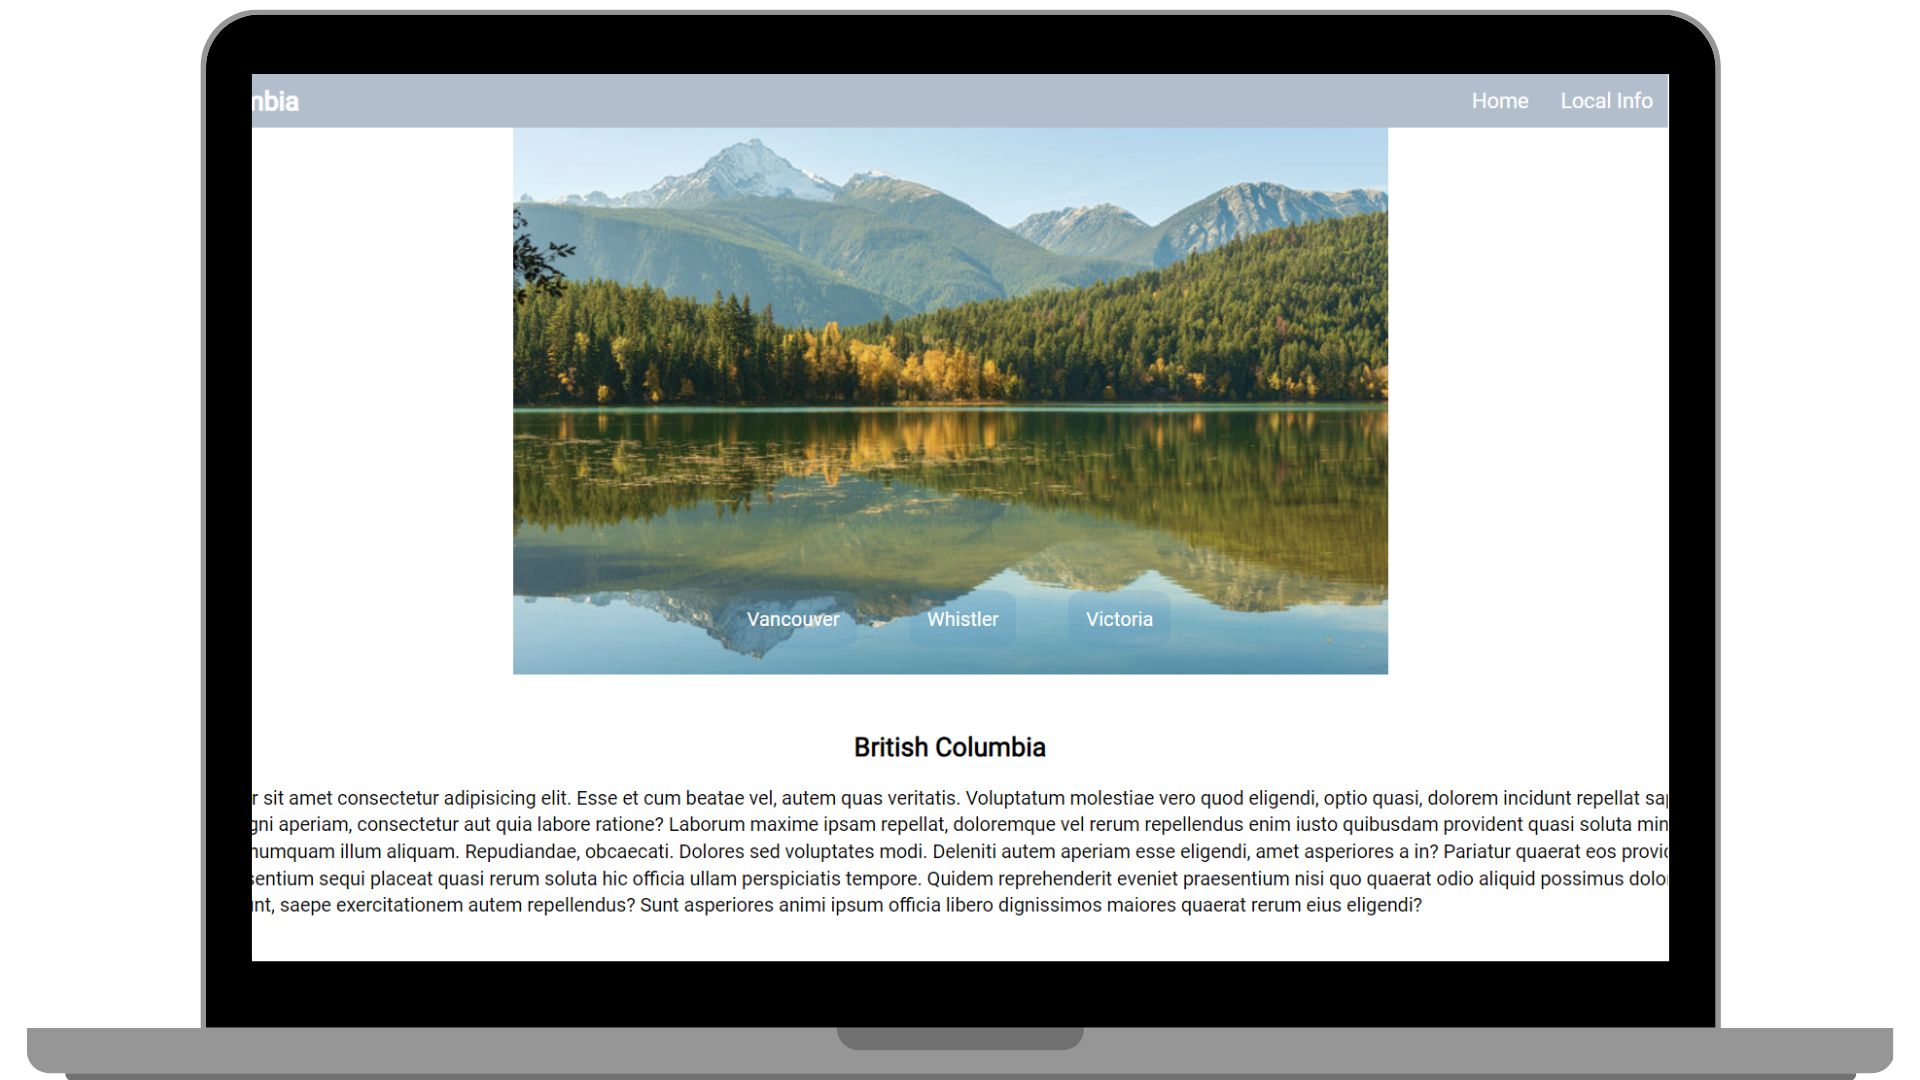 mbia
Home Local Info
Vancouver Whistler Victoria
British Columbia
r sit amet consectetur adipisicing elit. Esse et cum beatae vel, autem quas veritatis. Voluptatum molestiae vero quod eligendi, optio quasi, dolorem incidunt repellat sap
gni aperiam, consectetur aut quia labore ratione? Laborum maxime ipsam repellat, doloremque vel rerum repellendus enim iusto quibusdam provident quasi soluta min
numquam illum aliquam. Repudiandae, obcaecati. Dolores sed voluptates modi. Deleniti autem aperiam esse eligendi, amet asperiores a in? Pariatur quaerat eos provid
sentium sequi placeat quasi rerum soluta hic officia ullam perspiciatis tempore. Quidem reprehenderit eveniet praesentium nisi quo quaerat odio aliquid possimus dolor
nt, saepe exercitationem autem repellendus? Sunt asperiores animi ipsum officia libero dignissimos maiores quaerat rerum eius eligendi?